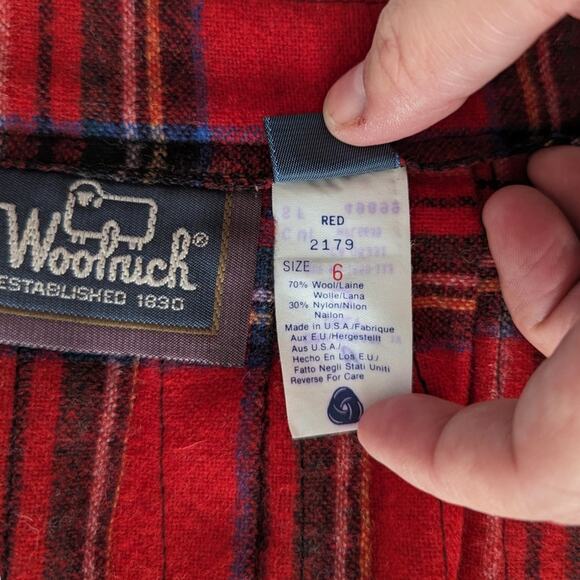 Woolrich®
ESTABLISHED 1830
RED
2179
SIZE 6
70% Wool/Laine
Wolle/Lana
30% Nylon/Nilon
Nailon
Made in U.S.A./Fabrique
Aux E.U./Hergestellt
Aus U.S.A./
Hecho En Los E.U./
Fatto Negli Stati Uniti
Reverse For Care